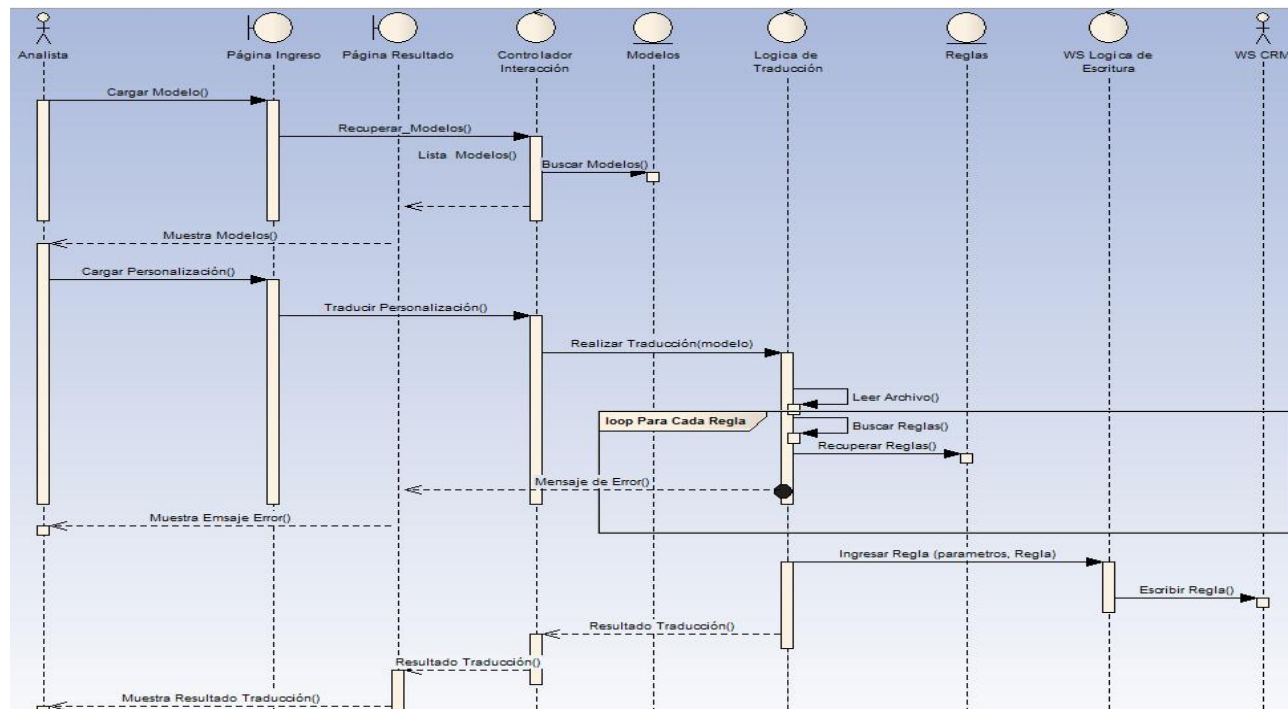 Analista
Página Ingreso
Página Resultado
Controlador
Interacción
Modelos
Logica de
Traducción
Reglas
WS Logica de
Escritura
WS CRM
Cargar Modelo()
Recuperar_Modelos()
Lista Modelos()
Buscar Modelos()
Muestra Modelos()
Cargar Personalización()
Traducir Personalización()
Realizar Traducción(modelo)
Leer Archivo()
loop Para Cada Regla
Buscar Reglas()
Recuperar Reglas()
Mensaje de Error()
Muestra Emsaje Error()
Ingresar Regla (parametros, Regla)
Escribir Regla()
Resultado Traducción()
Resultado Traducción()
Muestra Resultado Traducción()